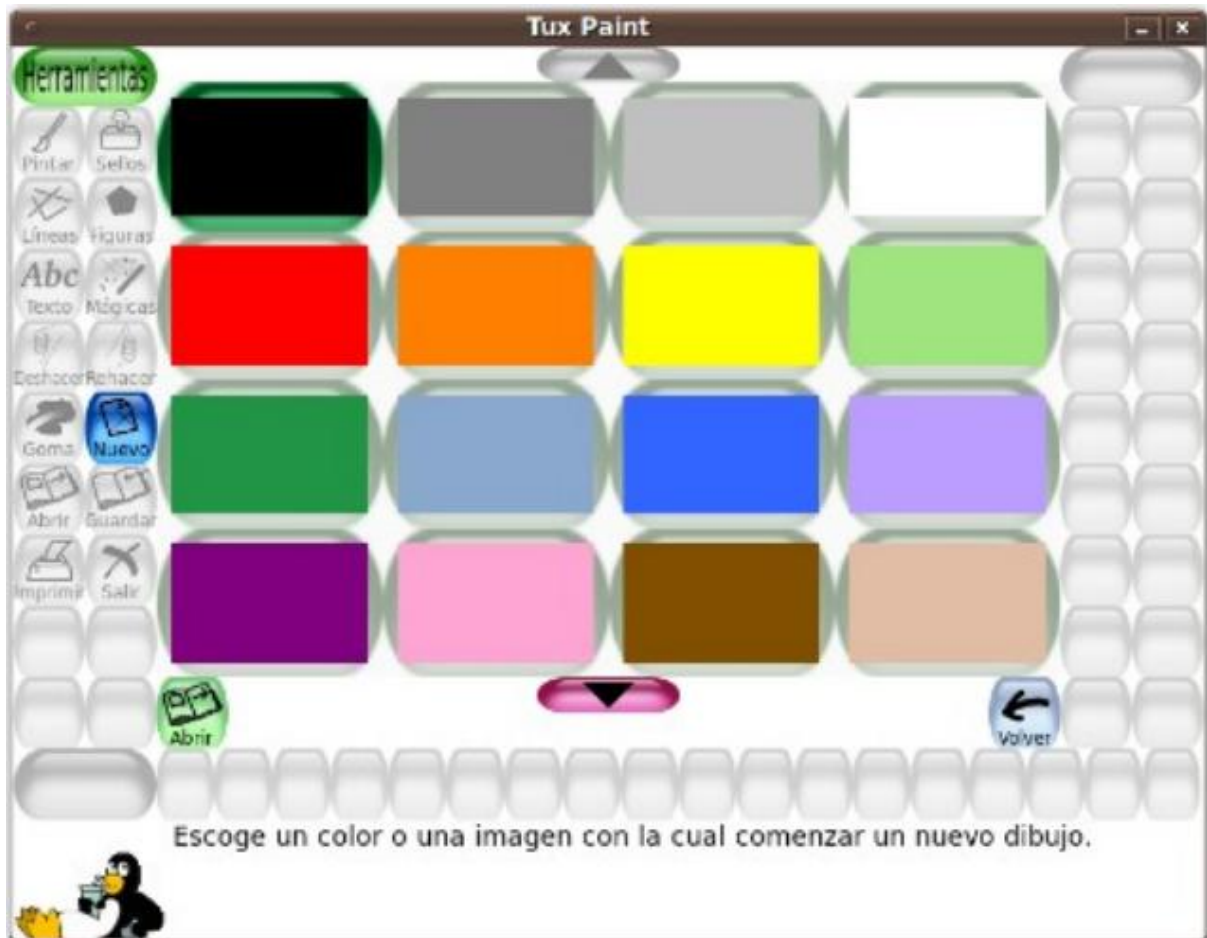 Tux Paint
Herramientas
Pintar Sellos
Líneas Figuras
Abc
Texto Mágicas
Deshacer Rehacer
Goma Nuevo
Abrir Guardar
Imprimir Salir
Abrir
Volver
Escoge un color o una imagen con la cual comenzar un nuevo dibujo.